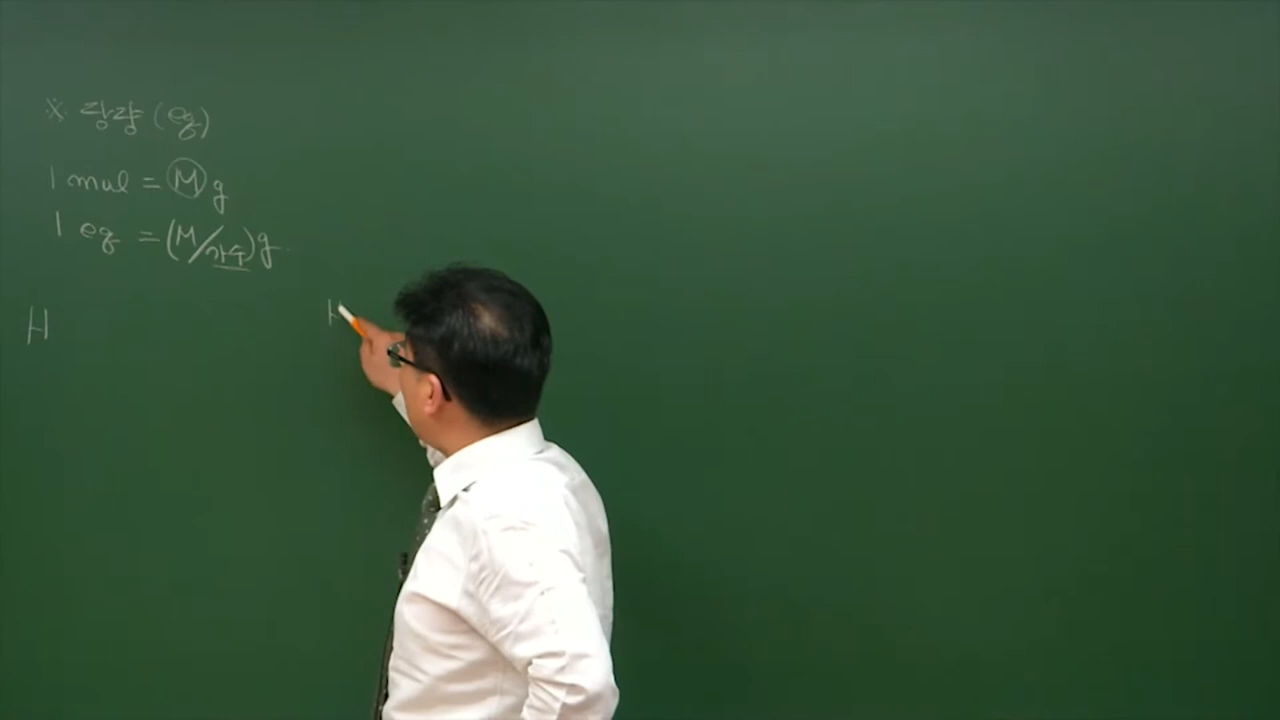 ※ 당량 (eq)
1 mol = M g
1 eq = (M/가수)g
H
H